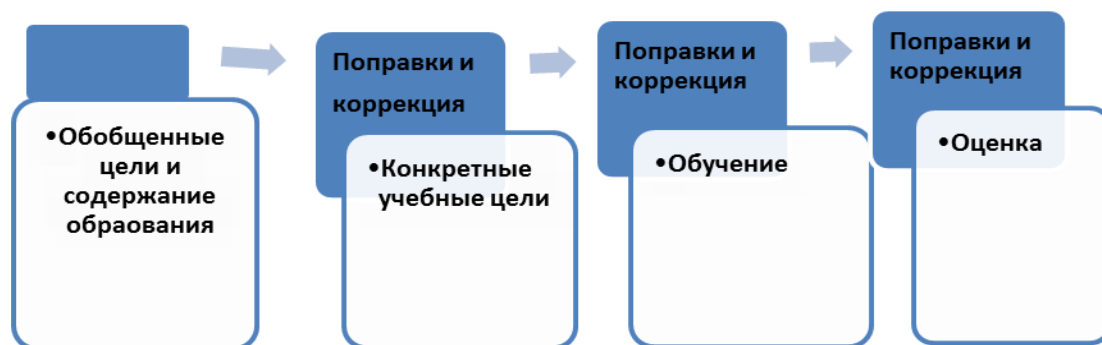 •Обобщенные
цели и
содержание
обраования
Поправки и
коррекция
•Конкретные
учебные цели
Поправки и
коррекция
•Обучение
Поправки и
коррекция
•Оценка